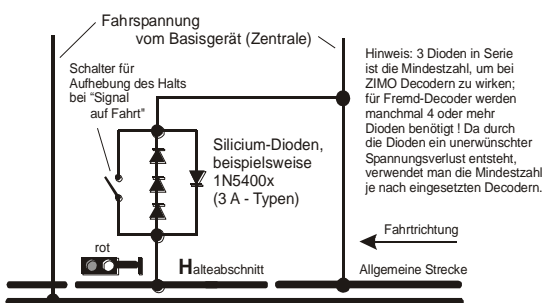 Fahrspannung
vom Basisgerät (Zentrale)
Schalter für
Aufhebung des Halts
bei "Signal
auf Fahrt"
Silicium-Dioden,
beispielsweise
1N5400x
(3 A - Typen)
Hinweis: 3 Dioden in Serie
ist die Mindestzahl, um bei
ZIMO Decodern zu wirken;
für Fremd-Decoder werden
manchmal 4 oder mehr
Dioden benötigt ! Da durch
die Dioden ein unerwünschter
Spannungsverlust entsteht,
verwendet man die Mindestzahl
je nach eingesetzten Decodern.
Fahrtrichtung
rot
Halteabschnitt
Allgemeine Strecke